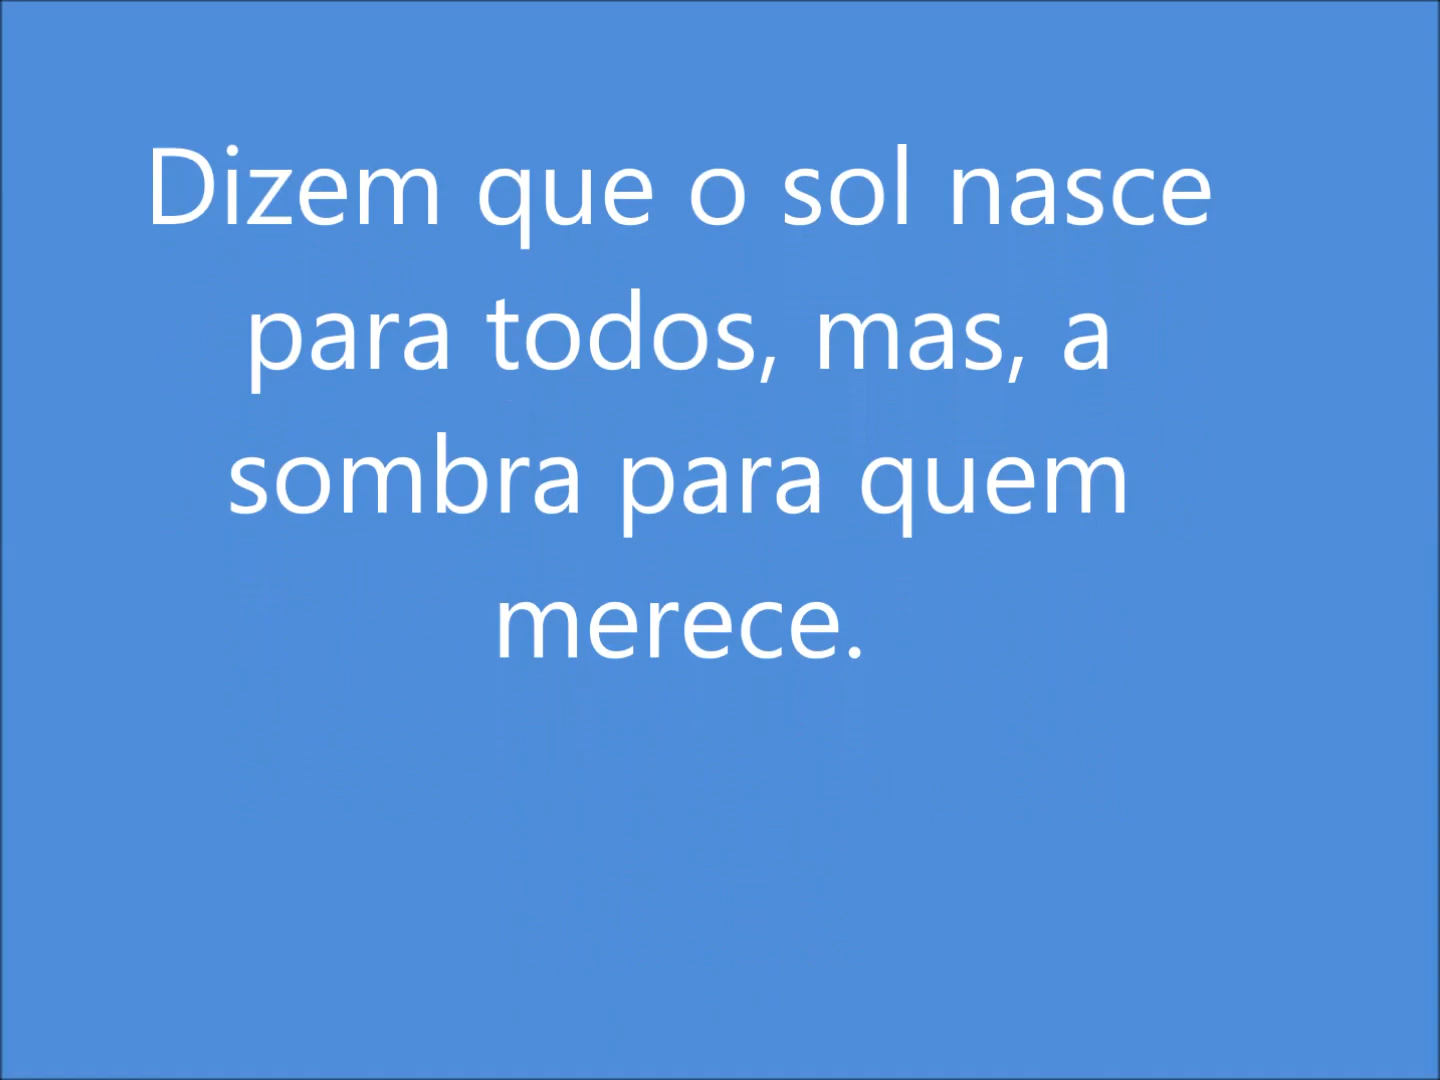 Dizem que o sol nasce
para todos, mas, a
sombra para quem
merece.